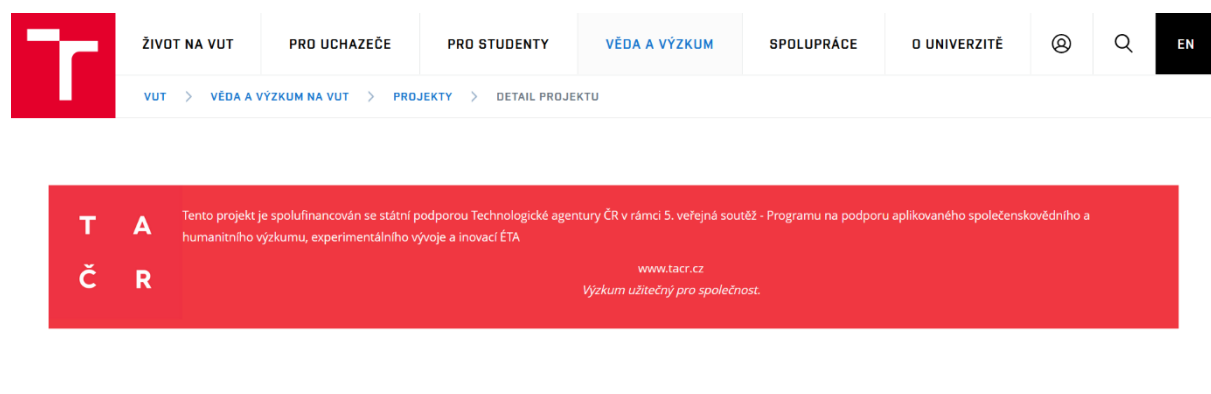 ŽIVOT NA VUT PRO UCHAZEČE PRO STUDENTY VĚDA A VÝZKUM SPOLUPRÁCE O UNIVERZITĚ EN
VUT > VĚDA A VÝZKUM NA VUT > PROJEKTY > DETAIL PROJEKTU
T A
Č R
Tento projekt je spolufinancován se státní podporou Technologické agentury ČR v rámci 5. veřejná soutěž - Programu na podporu aplikovaného společenskovědního a
humanitního výzkumu, experimentálního vývoje a inovací ÉTA
www.tacr.cz
Výzkum užitečný pro společnost.